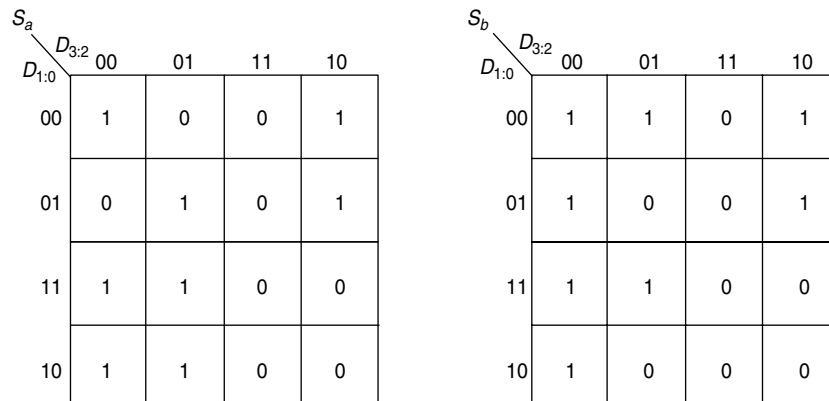 Sa Sb
D3:2 D3:2
D1:0 00 01 11 10 D1:0 00 01 11 10
00 1 0 0 1 00 1 1 0 1
01 0 1 0 1 01 1 0 0 1
11 1 1 0 0 11 1 1 0 0
10 1 1 0 0 10 1 0 0 0